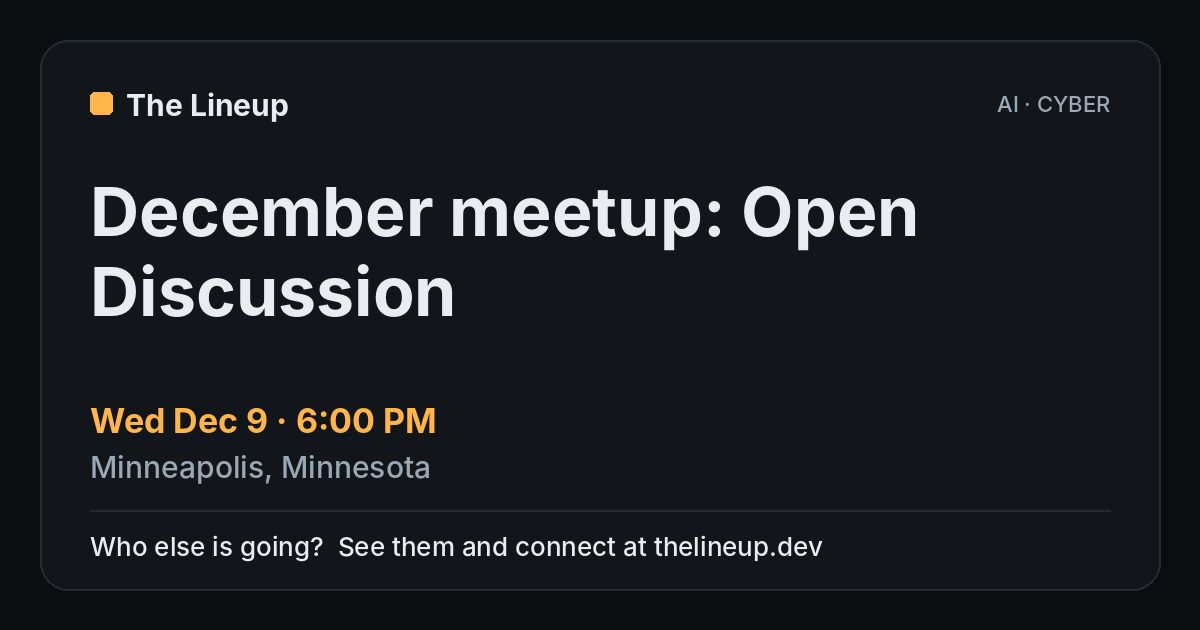 The Lineup
AI · CYBER
December meetup: Open
Discussion
Wed Dec 9 · 6:00 PM
Minneapolis, Minnesota
Who else is going? See them and connect at thelineup.dev